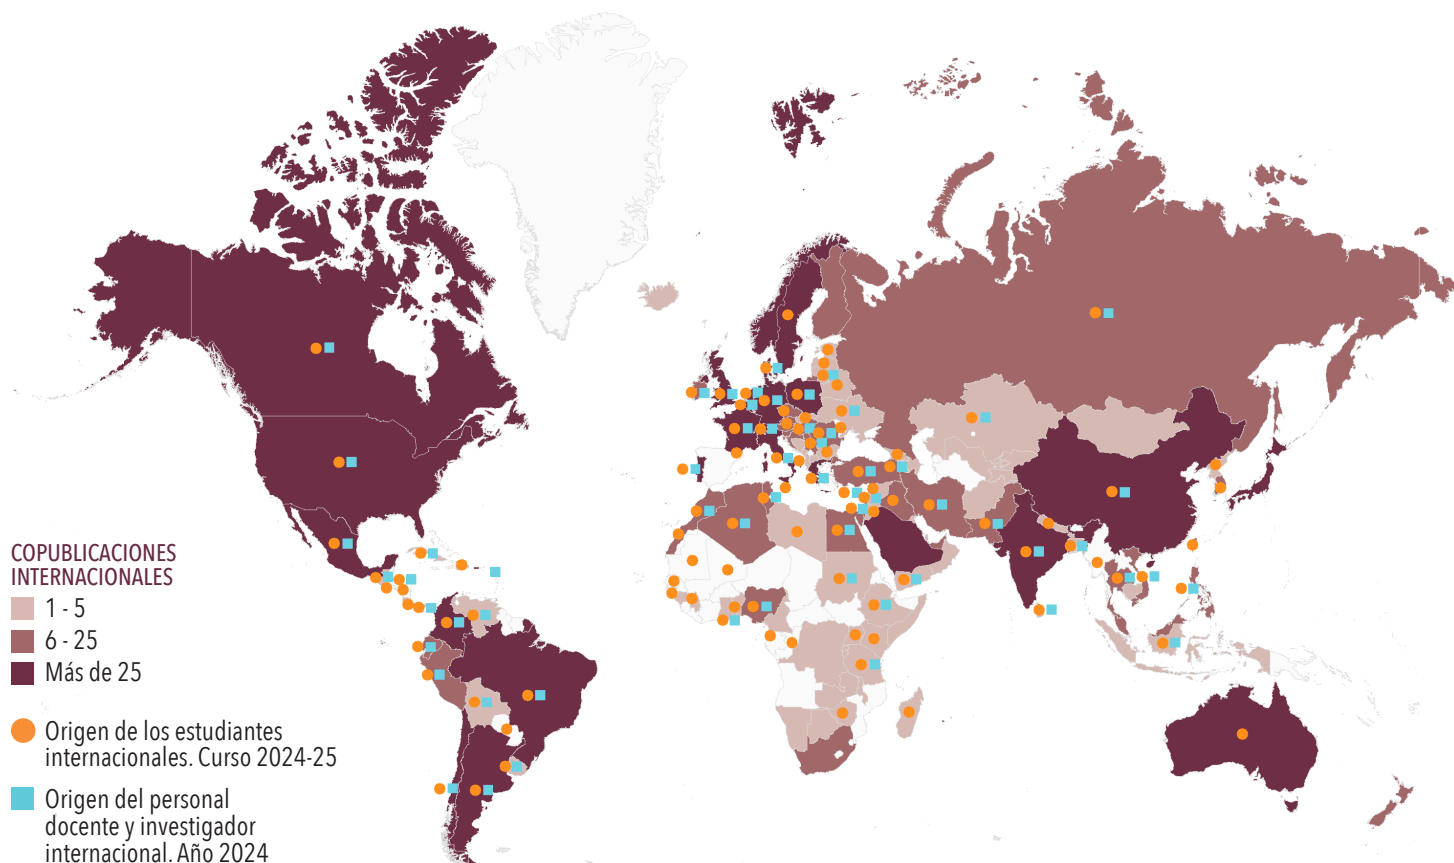 COPUBLICACIONES
INTERNACIONALES
1 - 5
6 - 25
Más de 25
Origen de los estudiantes
internacionales. Curso 2024-25
Origen del personal
docente y investigador
internacional. Año 2024